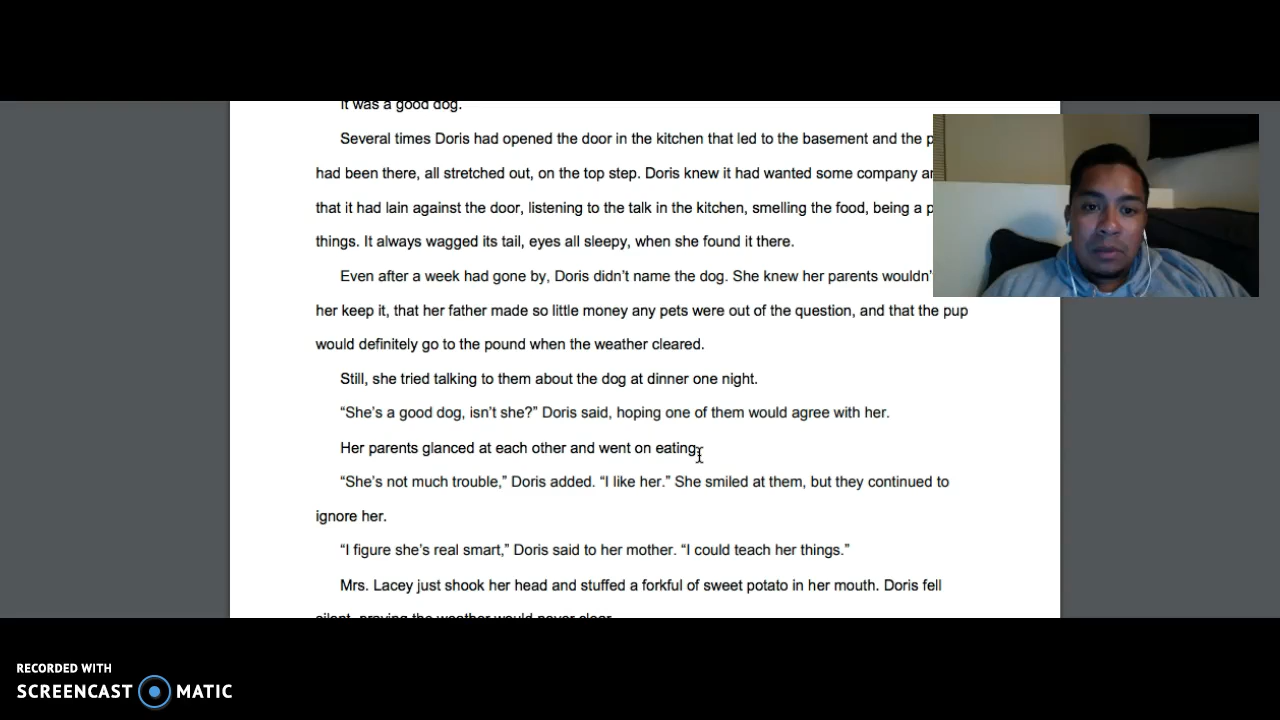 It was a good dog.
Several times Doris had opened the door in the kitchen that led to the basement and the
had been there, all stretched out, on the top step. Doris knew it had wanted some company
that it had lain against the door, listening to the talk in the kitchen, smelling the food, being a
things. It always wagged its tail, eyes all sleepy, when she found it there.
Even after a week had gone by, Doris didn’t name the dog. She knew her parents
her keep it, that her father made so little money any pets were out of the question, and that the pup
would definitely go to the pound when the weather cleared.
Still, she tried talking to them about the dog at dinner one night.
“She’s a good dog, isn’t she?” Doris said, hoping one of them would agree with her.
Her parents glanced at each other and went on eating.
“She’s not much trouble,” Doris added. “I like her.” She smiled at them, but they continued to
ignore her.
“I figure she’s real smart,” Doris said to her mother. “I could teach her things.”
Mrs. Lacey just shook her head and stuffed a forkful of sweet potato in her mouth. Doris fell
silent, praying the weather would never clear.
RECORDED WITH
SCREENCAST MATIC